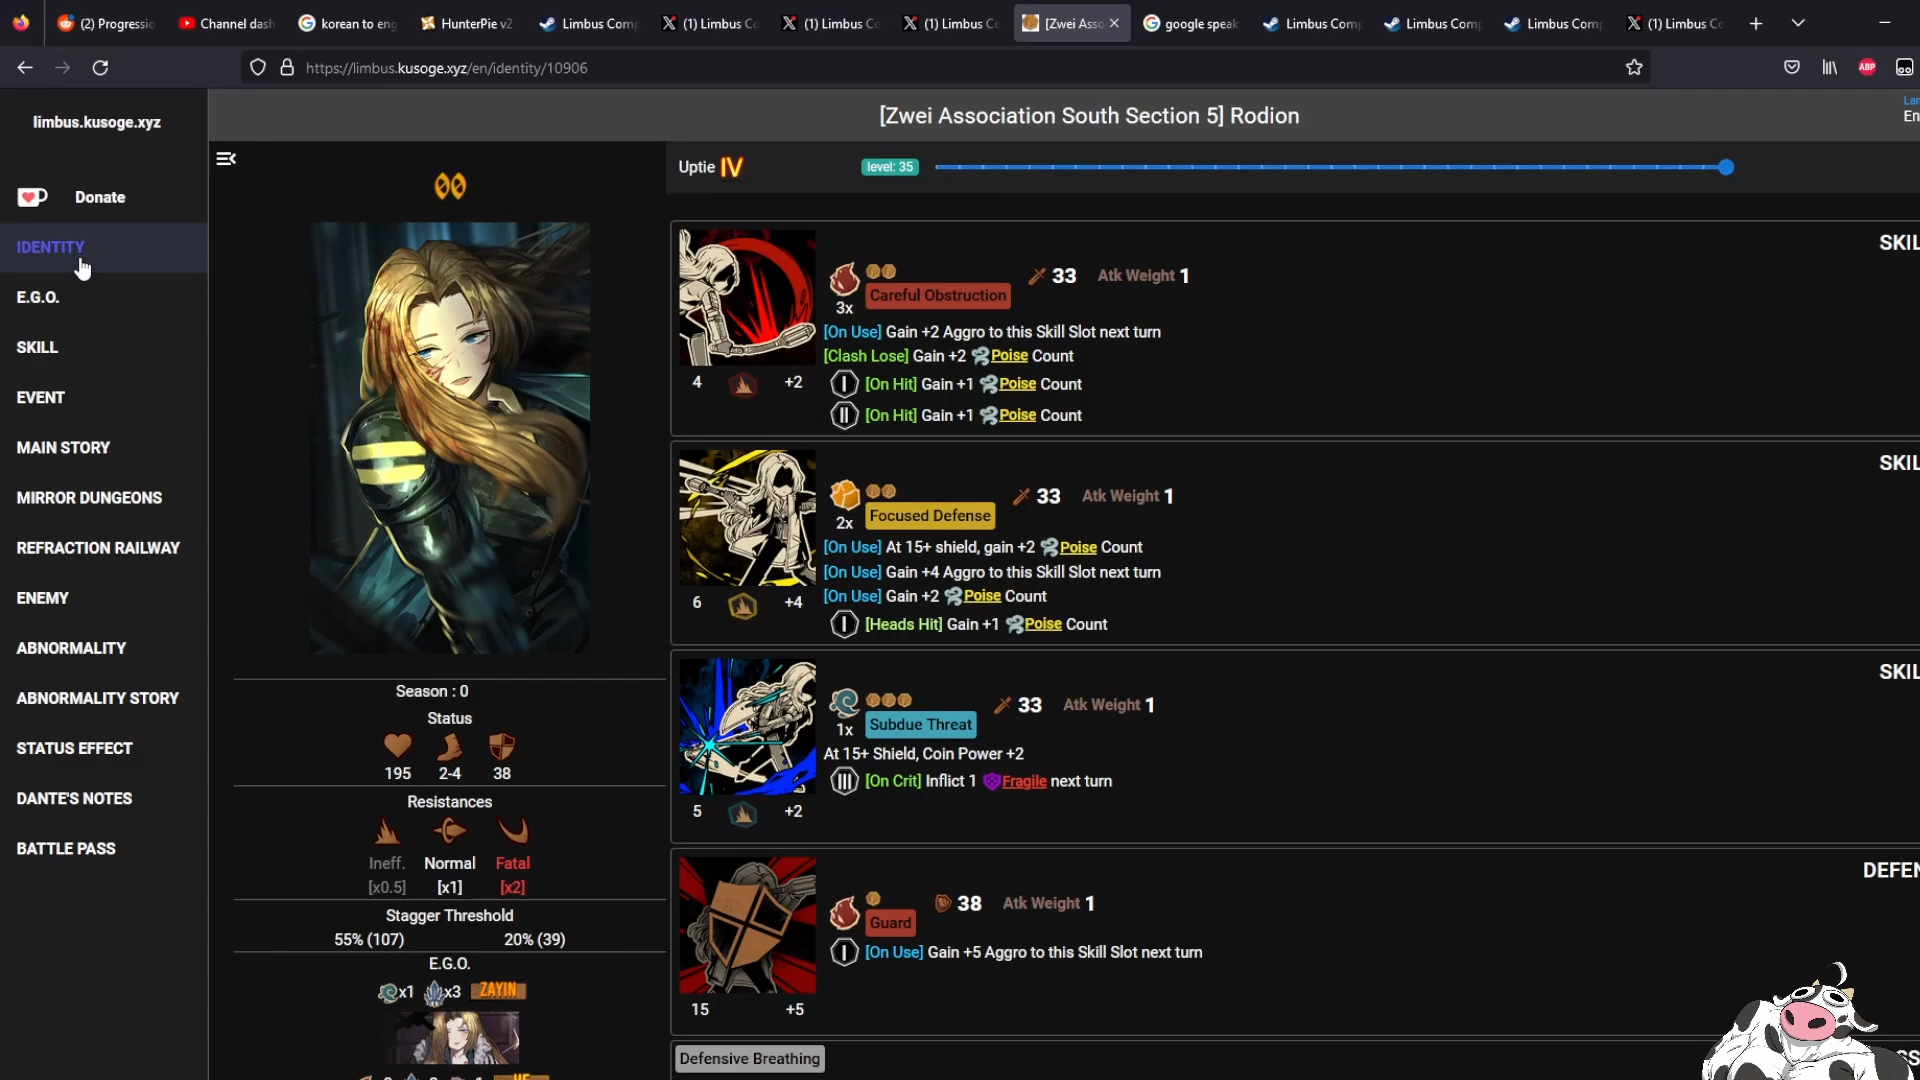 (2) Progressio
Channel dash
korean to eng
HunterPie v2
Limbus Comp
(1) Limbus Co
(1) Limbus Co
(1) Limbus Co
[Zwei Asso
google speak
Limbus Comp
Limbus Comp
Limbus Comp
(1) Limbus Co
https://limbus.kusoge.xyz/en/identity/10906
ABP
limbus.kusoge.xyz
Donate
IDENTITY
E.G.O.
SKILL
EVENT
MAIN STORY
MIRROR DUNGEONS
REFRACTION RAILWAY
ENEMY
ABNORMALITY
ABNORMALITY STORY
STATUS EFFECT
DANTE'S NOTES
BATTLE PASS
[Zwei Association South Section 5] Rodion
Lan
En
00
Season : 0
Status
195 2-4 38
Resistances
Ineff. Normal Fatal
[x0.5] [x1] [x2]
Stagger Threshold
55% (107) 20% (39)
E.G.O.
x1 x3 ZAYIN
Uptie IV
level: 35
SKIL
33 Atk Weight 1
Careful Obstruction
3x
[On Use] Gain +2 Aggro to this Skill Slot next turn
[Clash Lose] Gain +2 Poise Count
I [On Hit] Gain +1 Poise Count
II [On Hit] Gain +1 Poise Count
4 +2
SKIL
33 Atk Weight 1
Focused Defense
2x
[On Use] At 15+ shield, gain +2 Poise Count
[On Use] Gain +4 Aggro to this Skill Slot next turn
[On Use] Gain +2 Poise Count
I [Heads Hit] Gain +1 Poise Count
6 +4
SKIL
33 Atk Weight 1
Subdue Threat
1x
At 15+ Shield, Coin Power +2
III [On Crit] Inflict 1 Fragile next turn
5 +2
DEFEN
38 Atk Weight 1
Guard
I [On Use] Gain +5 Aggro to this Skill Slot next turn
15 +5
Defensive Breathing